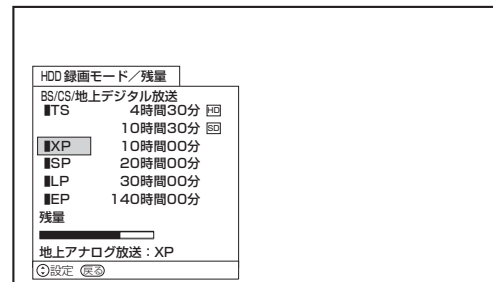 HDD 録画モード／残量
BS/CS/地上デジタル放送
TS 4時間30分 HD
10時間30分 SD
XP 10時間00分
SP 20時間00分
LP 30時間00分
EP 140時間00分
残量
地上アナログ放送：XP
設定 戻る